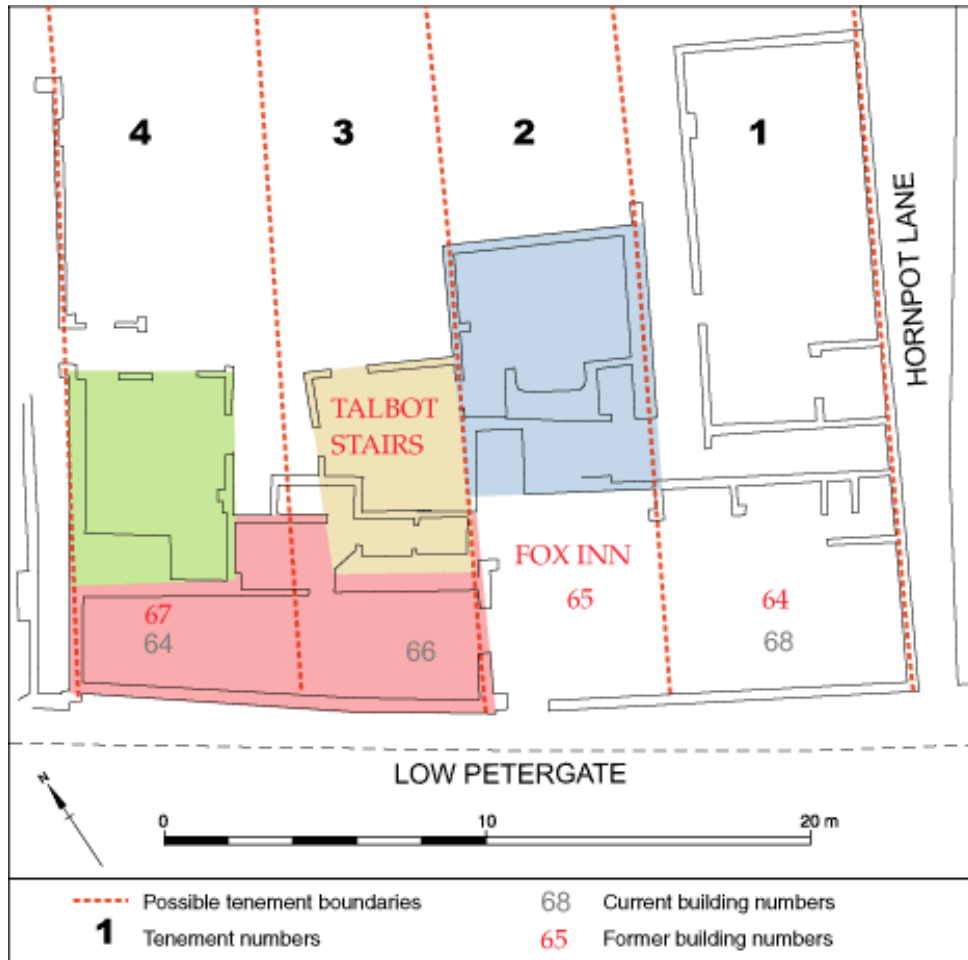 4
3
2
1
HORNPOT LANE
TALBOT
STAIRS
FOX INN
67
65
64
64
66
68
LOW PETERGATE
N
0
10
20 m
Possible tenement boundaries
68 Current building numbers
1 Tenement numbers
65 Former building numbers